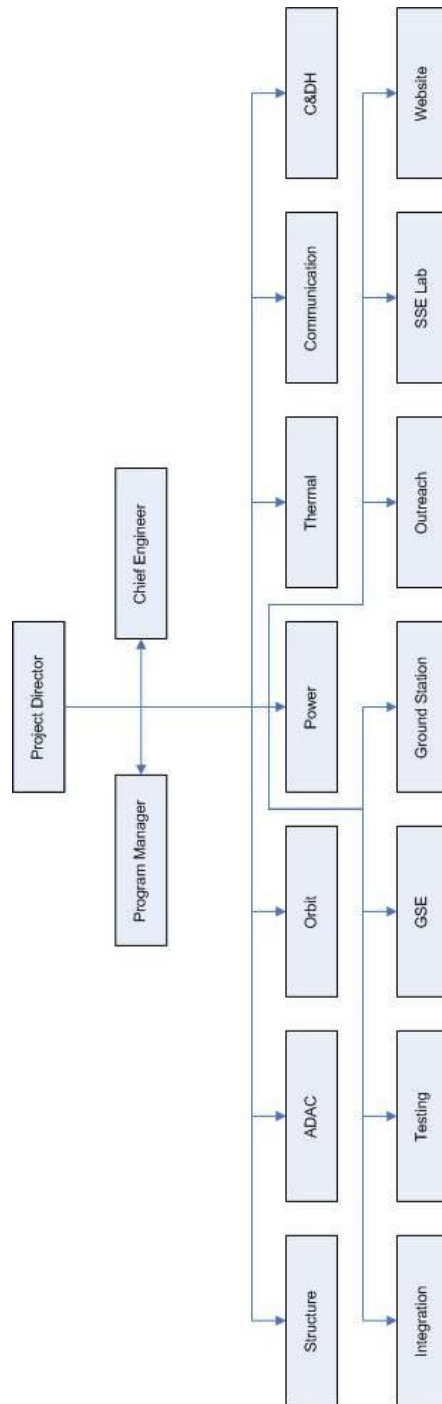 Project Director
Program Manager
Chief Engineer
Structure
ADAC
Orbit
Power
Thermal
Communication
C&DH
Integration
Testing
GSE
Ground Station
Outreach
SSE Lab
Website